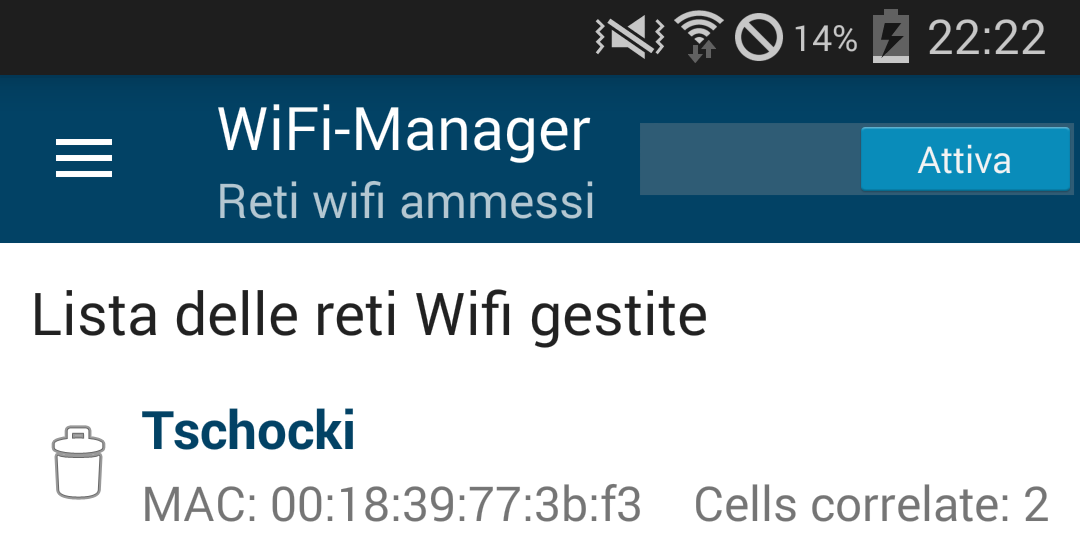 14% 22:22
WiFi-Manager
Attiva
Reti wifi ammessi
Lista delle reti Wifi gestite
Tschocki
MAC: 00:18:39:77:3b:f3 Cells correlate: 2